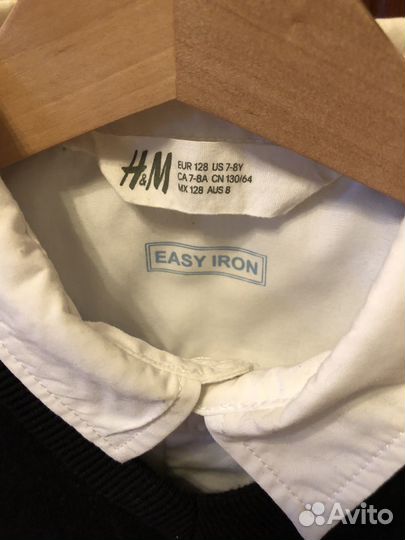 H&M
EUR 128 US 7-8Y
CA 7-8A CN 130/64
MX 128 AUS 8
EASY IRON
Avito